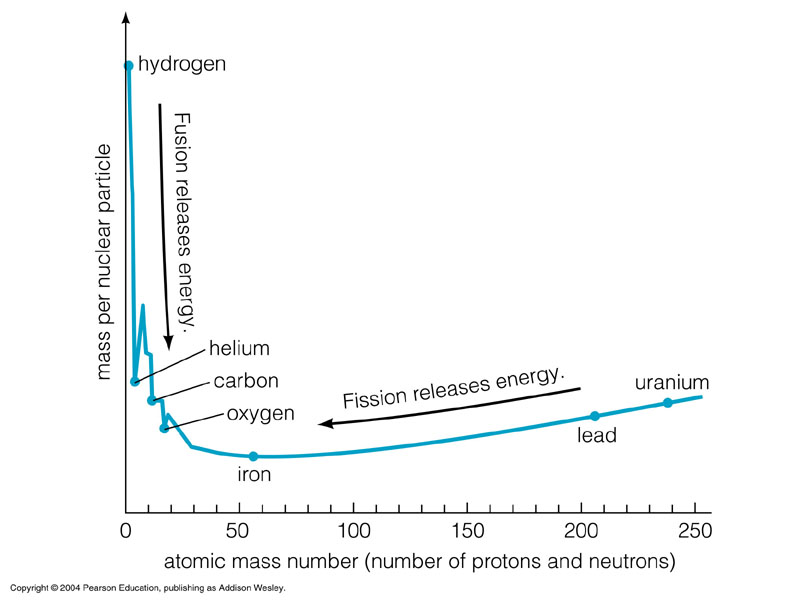 hydrogen
Fusion releases energy.
mass per nuclear particle
helium
carbon
oxygen
Fission releases energy.
uranium
lead
iron
0 50 100 150 200 250
atomic mass number (number of protons and neutrons)
Copyright © 2004 Pearson Education, publishing as Addison Wesley.